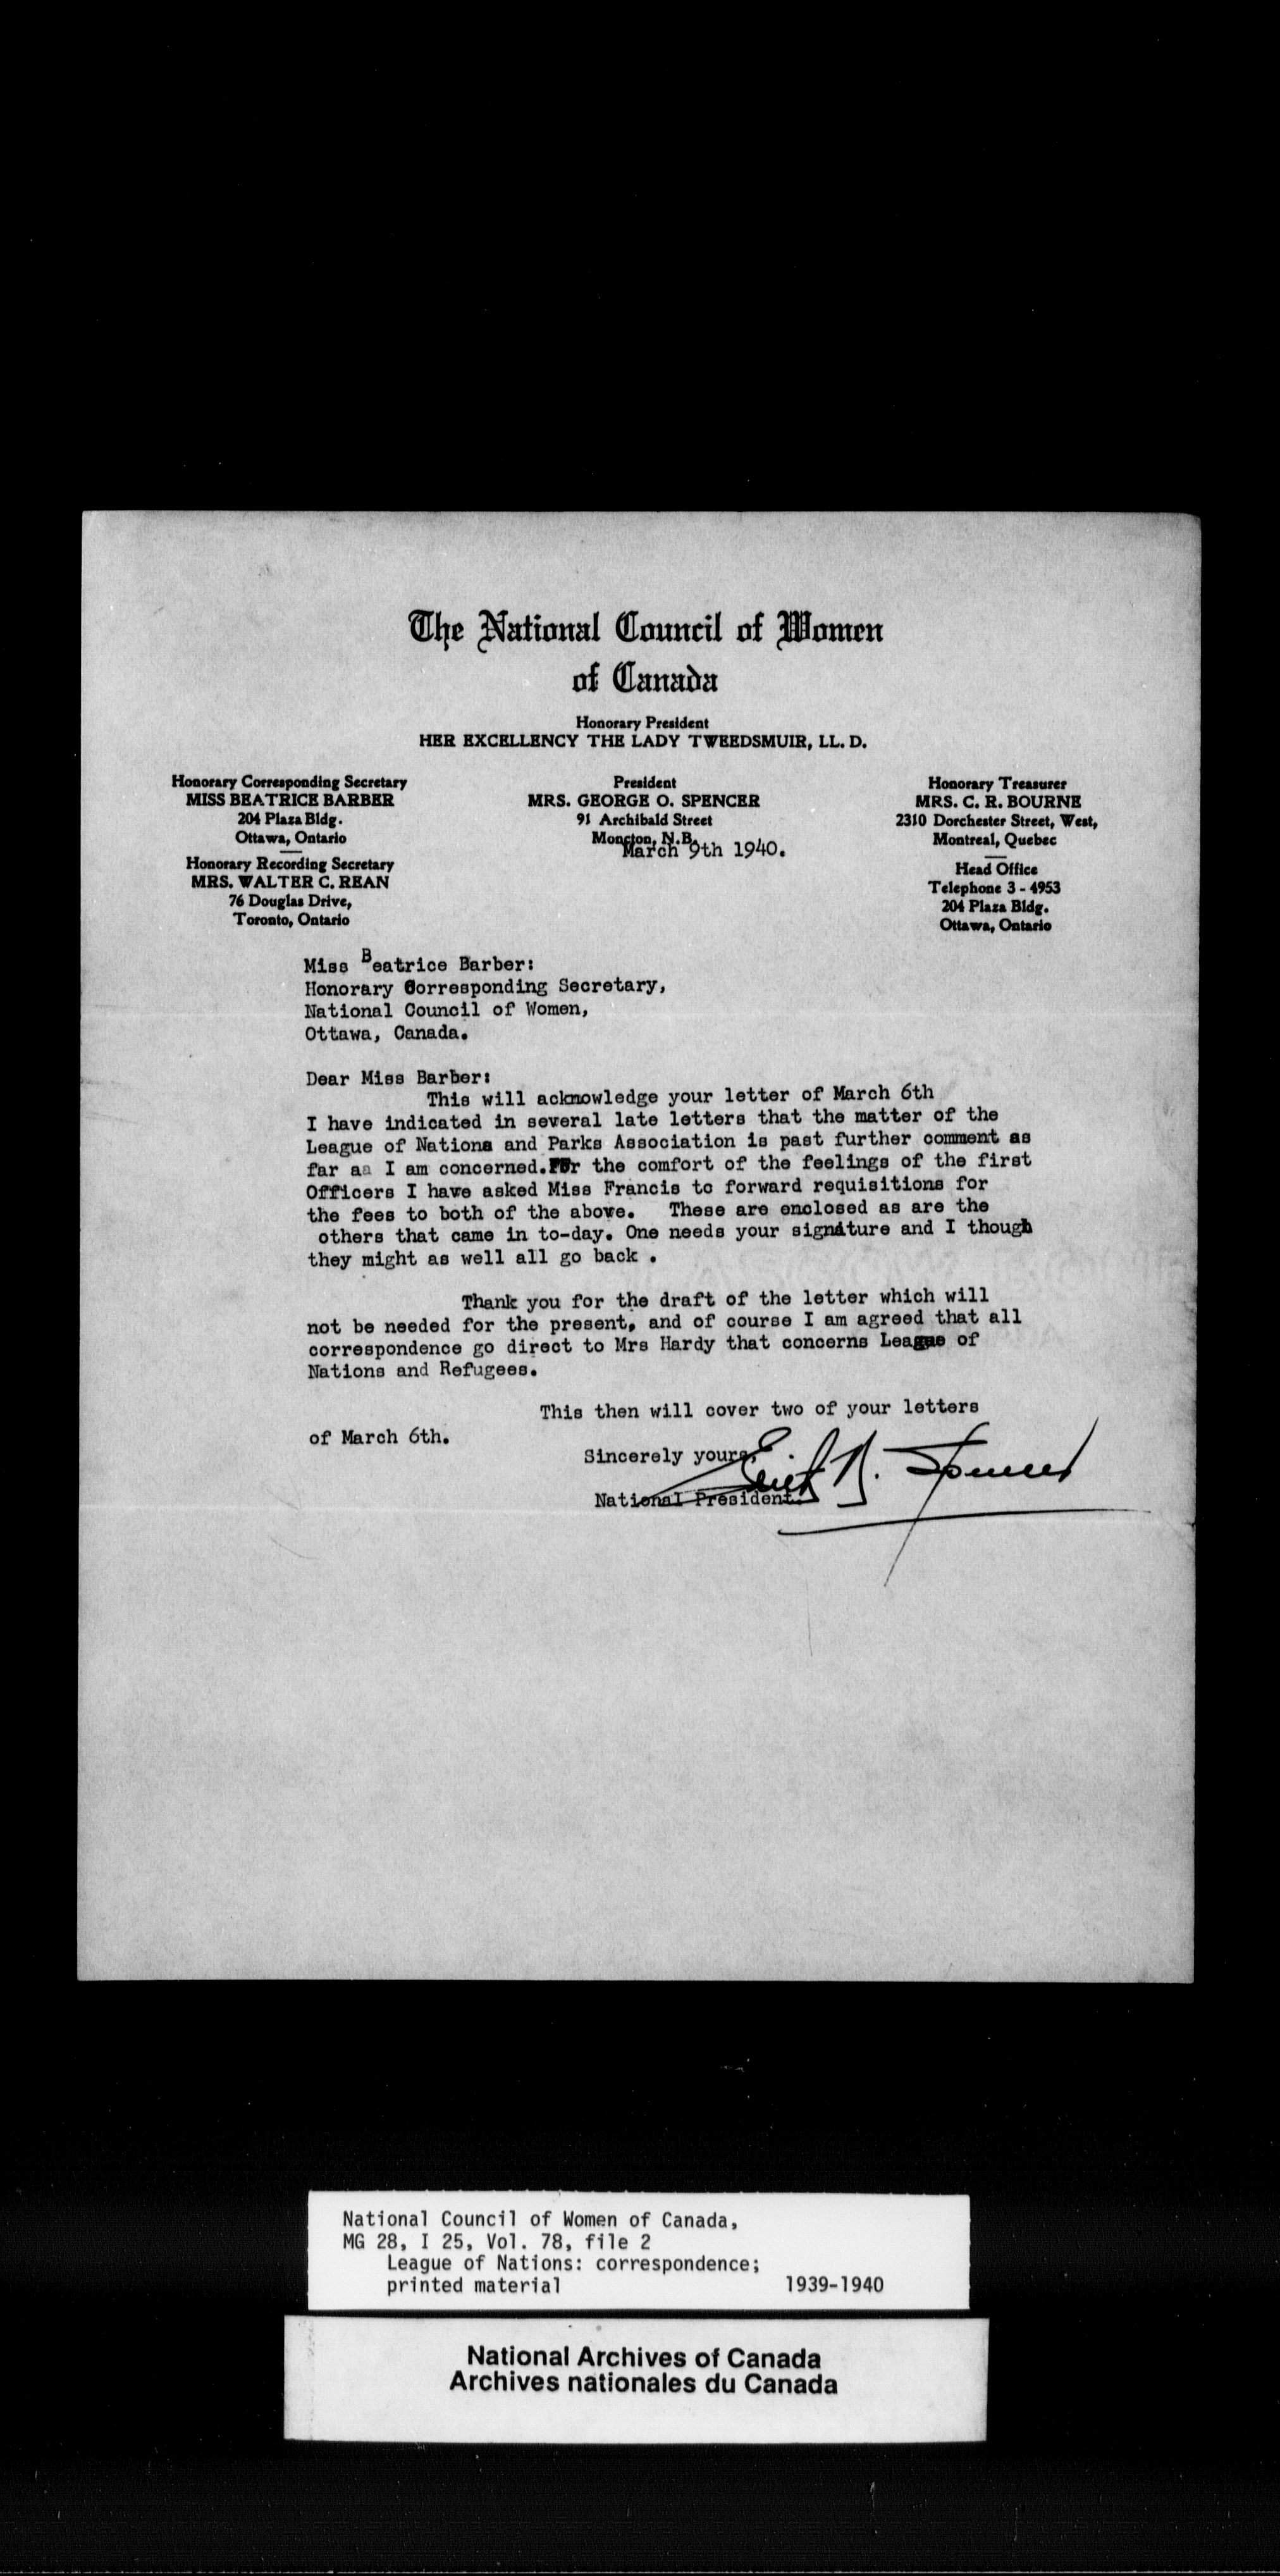 The National Council of Women
of Canada
Honorary President
HER EXCELLENCY THE LADY TWEEDSMUIR, LL. D.
Honorary Corresponding Secretary
MISS BEATRICE BARBER
204 Plaza Bldg.
Ottawa, Ontario
Honorary Recording Secretary
MRS. WALTER C. REAN
76 Douglas Drive,
Toronto, Ontario
President
MRS. GEORGE O. SPENCER
91 Archibald Street
Moncton, N.B.
March 9th 1940.
Honorary Treasurer
MRS. C. R. BOURNE
2310 Dorchester Street, West,
Montreal, Quebec
Head Office
Telephone 3 - 4953
204 Plaza Bldg.
Ottawa, Ontario
Miss Beatrice Barber:
Honorary Corresponding Secretary,
National Council of Women,
Ottawa, Canada.
Dear Miss Barber:
This will acknowledge your letter of March 6th
I have indicated in several late letters that the matter of the
League of Nations and Parks Association is past further comment as
far as I am concerned. For the comfort of the feelings of the first
Officers I have asked Miss Francis to forward requisitions for
the fees to both of the above. These are enclosed as are the
others that came in to-day. One needs your signature and I though
they might as well all go back .
Thank you for the draft of the letter which will
not be needed for the present, and of course I am agreed that all
correspondence go direct to Mrs Hardy that concerns League of
Nations and Refugees.
This then will cover two of your letters
of March 6th.
Sincerely yours,
Spencer
National President.
National Council of Women of Canada,
MG 28, I 25, Vol. 78, file 2
League of Nations: correspondence;
printed material 1939-1940
National Archives of Canada
Archives nationales du Canada